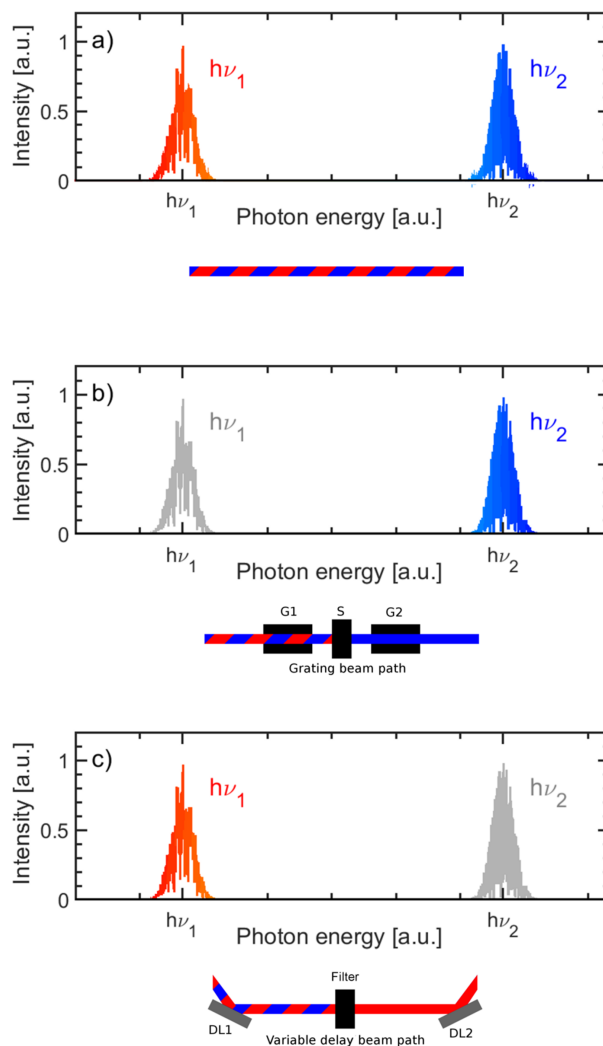 a)
hν1
hν2
Intensity [a.u.]
1
0.5
0
hν1
hν2
Photon energy [a.u.]
b)
hν1
hν2
Intensity [a.u.]
1
0.5
0
hν1
hν2
Photon energy [a.u.]
G1
S
G2
Grating beam path
c)
hν1
hν2
Intensity [a.u.]
1
0.5
0
hν1
hν2
Photon energy [a.u.]
Filter
DL1
DL2
Variable delay beam path